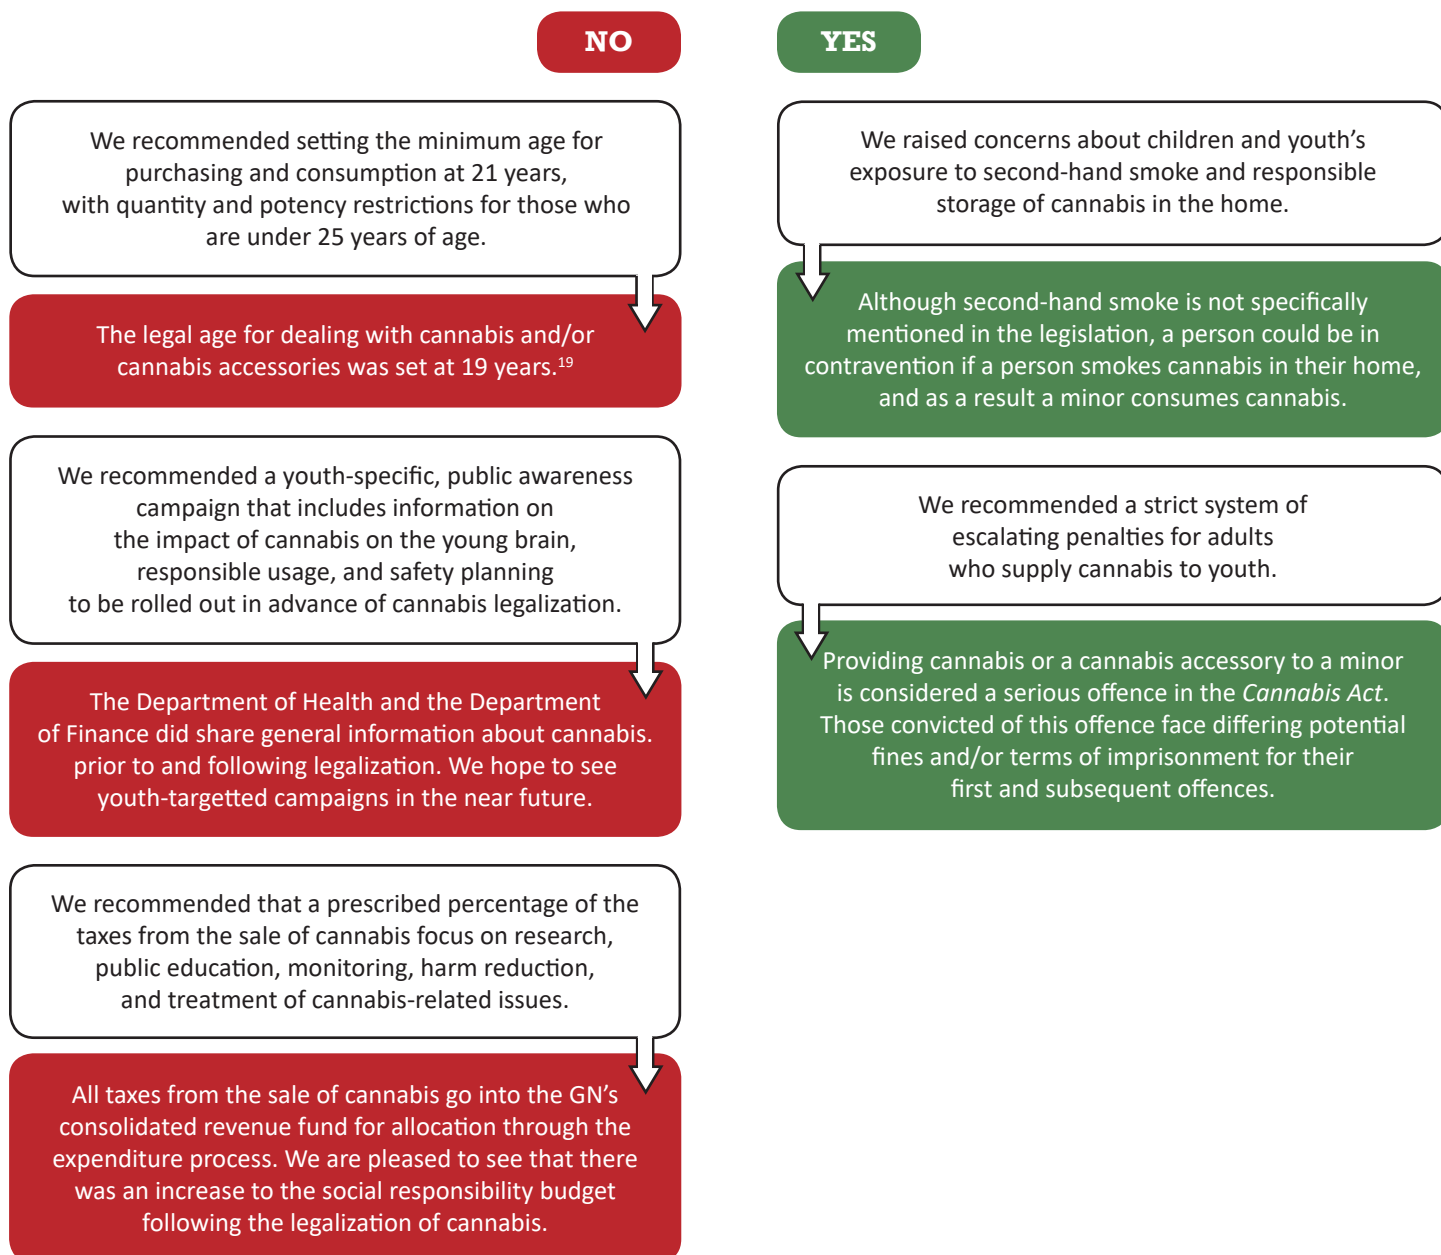 NO
We recommended setting the minimum age for
purchasing and consumption at 21 years,
with quantity and potency restrictions for those who
are under 25 years of age.
The legal age for dealing with cannabis and/or
cannabis accessories was set at 19 years.19
We recommended a youth-specific, public awareness
campaign that includes information on
the impact of cannabis on the young brain,
responsible usage, and safety planning
to be rolled out in advance of cannabis legalization.
The Department of Health and the Department
of Finance did share general information about cannabis.
prior to and following legalization. We hope to see
youth-targetted campaigns in the near future.
We recommended that a prescribed percentage of the
taxes from the sale of cannabis focus on research,
public education, monitoring, harm reduction,
and treatment of cannabis-related issues.
All taxes from the sale of cannabis go into the GN’s
consolidated revenue fund for allocation through the
expenditure process. We are pleased to see that there
was an increase to the social responsibility budget
following the legalization of cannabis.
YES
We raised concerns about children and youth’s
exposure to second-hand smoke and responsible
storage of cannabis in the home.
Although second-hand smoke is not specifically
mentioned in the legislation, a person could be in
contravention if a person smokes cannabis in their home,
and as a result a minor consumes cannabis.
We recommended a strict system of
escalating penalties for adults
who supply cannabis to youth.
Providing cannabis or a cannabis accessory to a minor
is considered a serious offence in the Cannabis Act.
Those convicted of this offence face differing potential
fines and/or terms of imprisonment for their
first and subsequent offences.